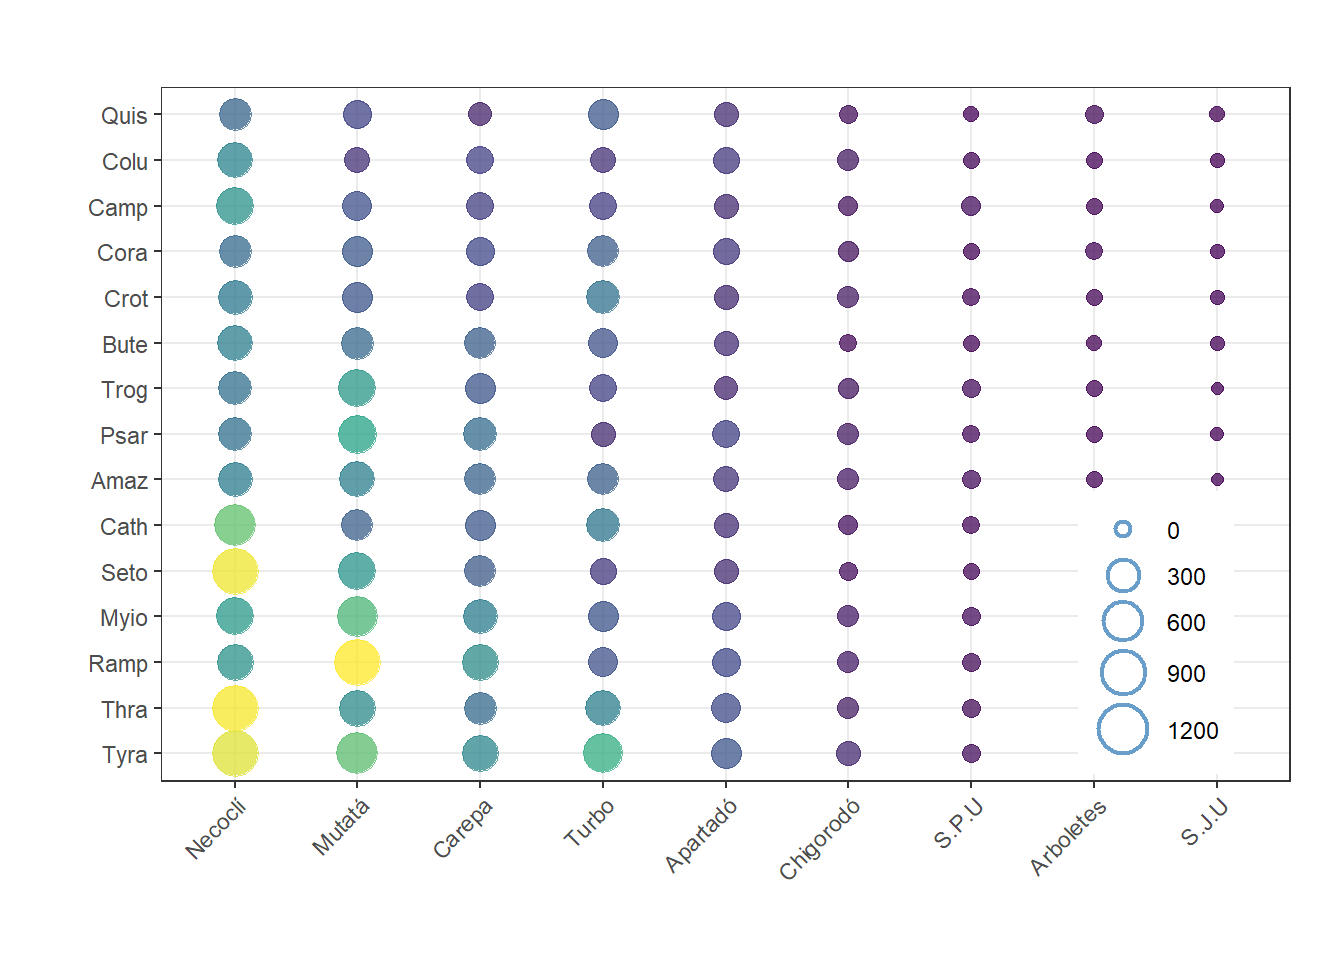 Quis
Colu
Camp
Cora
Crot
Bute
Trog
Psar
Amaz
Cath
Seto
Myio
Ramp
Thra
Tyra
0
300
600
900
1200
Necoclí
Mutatá
Carepa
Turbo
Apartadó
Chigorodó
S.P.U
Arboletes
S.J.U